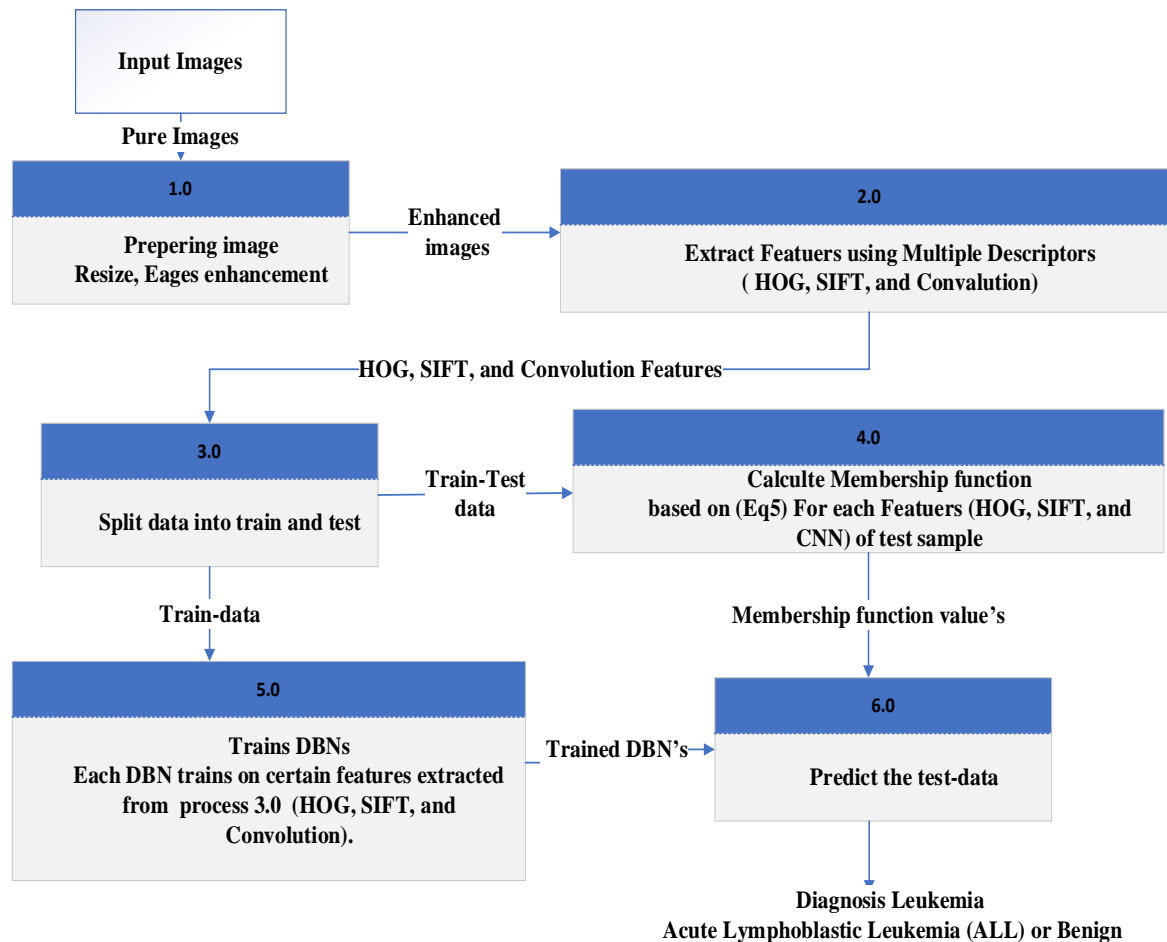 Input Images
Pure Images
1.0
Prepering image
Resize, Eages enhancement
Enhanced
images
2.0
Extract Featuers using Multiple Descriptors
( HOG, SIFT, and Convalution)
HOG, SIFT, and Convolution Features
3.0
Split data into train and test
Train-Test
data
4.0
Calculte Membership function
based on (Eq5) For each Featuers (HOG, SIFT, and
CNN) of test sample
Train-data
Membership function value's
5.0
Trains DBNs
Each DBN trains on certain features extracted
from process 3.0 (HOG, SIFT, and
Convolution).
Trained DBN's
6.0
Predict the test-data
Diagnosis Leukemia
Acute Lymphoblastic Leukemia (ALL) or Benign